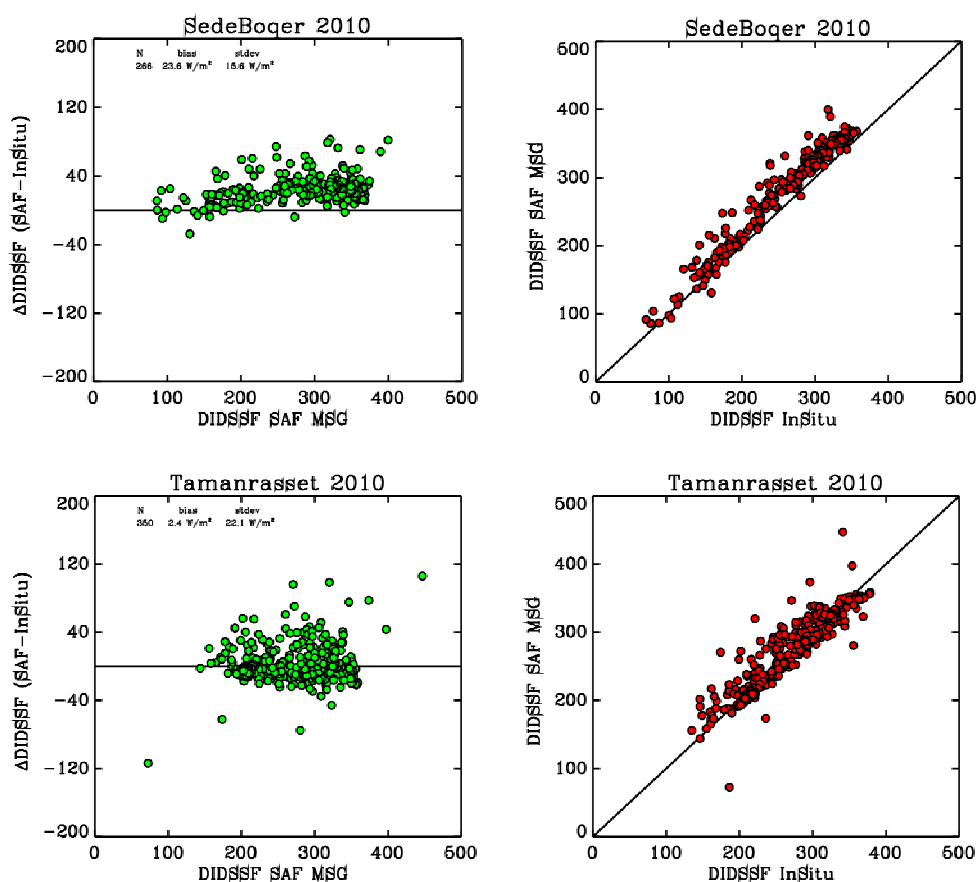 SedeBoqer 2010
200
120
40
-40
-120
-200
N bias stdev
266 23.6 W/m² 15.6 W/m²
ΔDIDSSF (SAF-InSitu)
0 100 200 300 400 500
DIDSSF SAF MSG
SedeBoqer 2010
500
400
300
200
100
0
DIDSSF SAF MSG
0 100 200 300 400 500
DIDSSF InSitu
Tamanrasset 2010
200
120
40
-40
-120
-200
N bias stdev
350 2.4 W/m² 22.1 W/m²
ΔDIDSSF (SAF-InSitu)
0 100 200 300 400 500
DIDSSF SAF MSG
Tamanrasset 2010
500
400
300
200
100
0
DIDSSF SAF MSG
0 100 200 300 400 500
DIDSSF InSitu